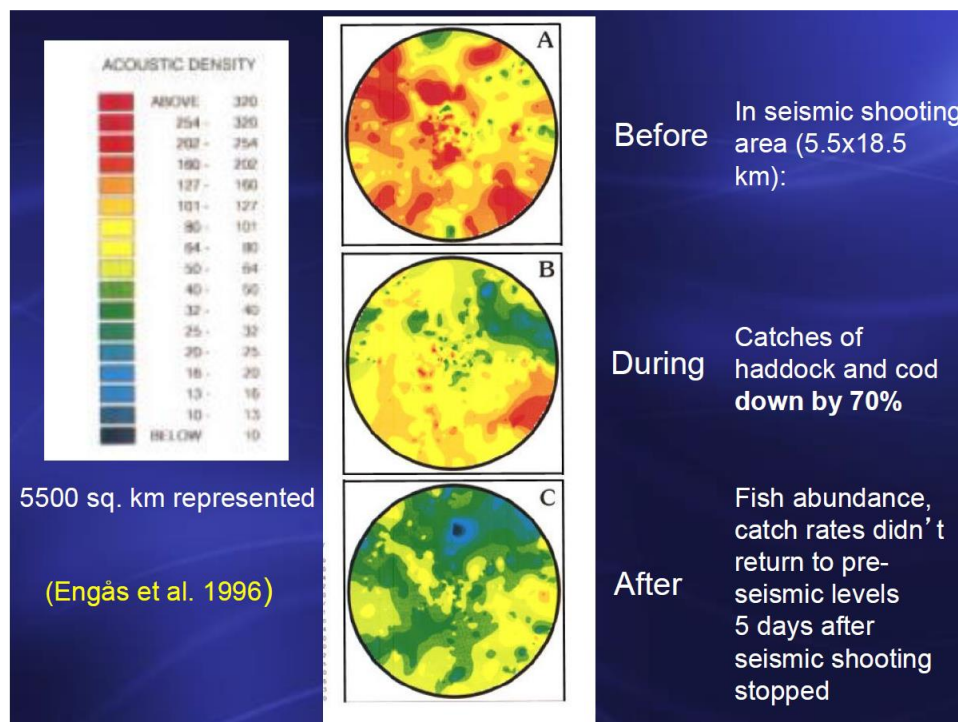 ACOUSTIC DENSITY
ABOVE 320
254 - 320
202 - 254
160 - 202
127 - 160
101 - 127
80 - 101
64 - 80
50 - 64
40 - 50
32 - 40
25 - 32
20 - 25
16 - 20
13 - 16
10 - 13
BELOW 10
5500 sq. km represented
(Engås et al. 1996)
A
B
C
Before
In seismic shooting
area (5.5x18.5
km):
During
Catches of
haddock and cod
down by 70%
After
Fish abundance,
catch rates didn’t
return to pre-
seismic levels
5 days after
seismic shooting
stopped